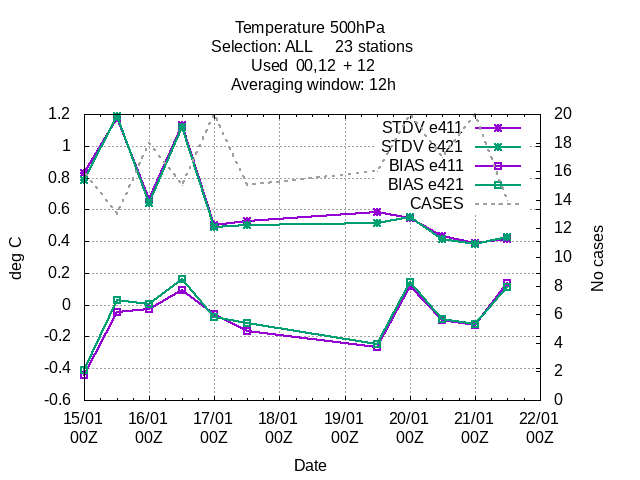 Temperature 500hPa
Selection: ALL 23 stations
Used 00,12 + 12
Averaging window: 12h
STDV e411
STDV e421
BIAS e411
BIAS e421
CASES
1.2
1
0.8
0.6
0.4
0.2
0
-0.2
-0.4
-0.6
deg C
20
18
16
14
12
10
8
6
4
2
0
No cases
15/01 16/01 17/01 18/01 19/01 20/01 21/01 22/01
00Z 00Z 00Z 00Z 00Z 00Z 00Z 00Z
Date